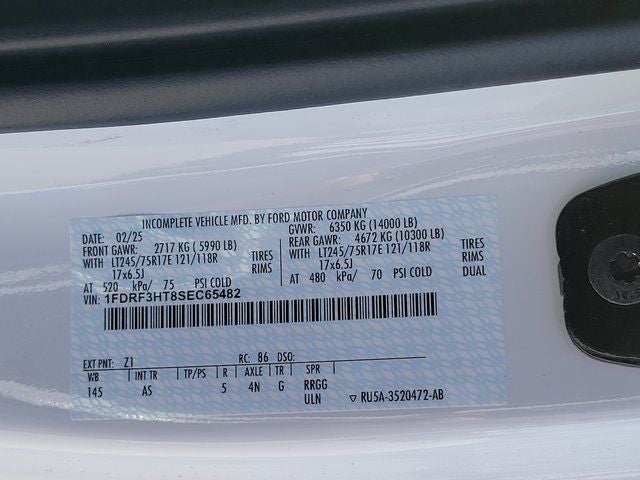 INCOMPLETE VEHICLE MFD. BY FORD MOTOR COMPANY
DATE: 02/25 GVWR: 6350 KG (14000 LB)
FRONT GAWR: 2717 KG (5990 LB) REAR GAWR: 4672 KG (10300 LB)
WITH LT245/75R17E 121/118R TIRES WITH LT245/75R17E 121/118R TIRES
17x6.5J RIMS 17x6.5J RIMS
AT 520 kPa/ 75 PSI COLD AT 480 kPa/ 70 PSI COLD DUAL
VIN: 1FDRF3HT8SEC65482
EXT PNT: Z1 RC: 86 DSO:
WB INT TR TP/PS R AXLE TR SPR
145 AS 5 4N G RRGG
ULN ▽ RU5A-3520472-AB